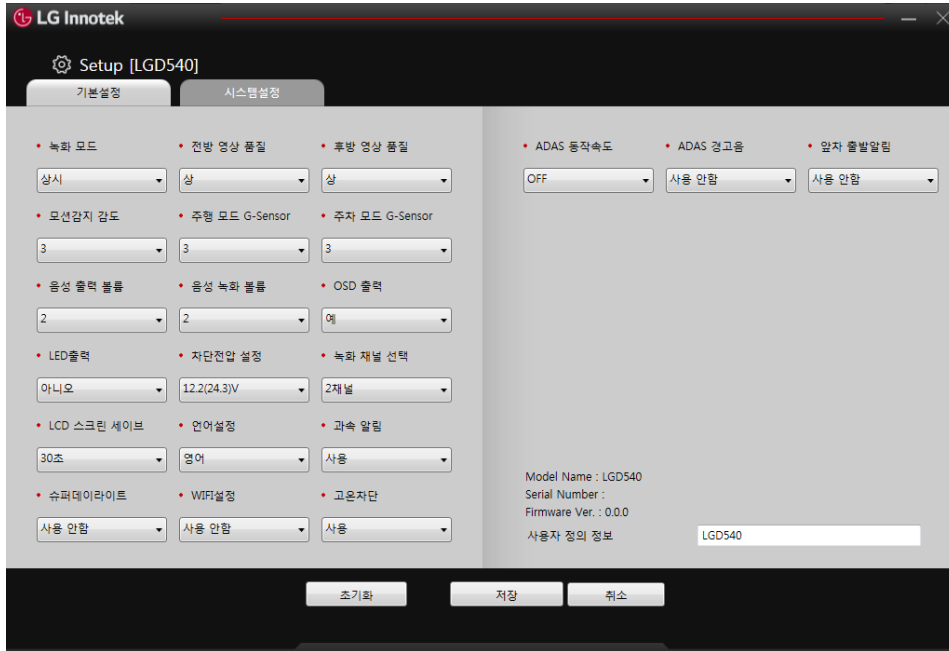 LG Innotek
Setup [LGD540]
기본설정
시스템설정
• 녹화 모드
• 전방 영상 품질
• 후방 영상 품질
상시
상
상
• 모션감지 감도
• 주행 모드 G-Sensor
• 주차 모드 G-Sensor
3
3
3
• 음성 출력 볼륨
• 음성 녹화 볼륨
• OSD 출력
2
2
예
• LED출력
• 차단전압 설정
• 녹화 채널 선택
아니오
12.2(24.3)V
2채널
• LCD 스크린 세이브
• 언어설정
• 과속 알림
30초
영어
사용
• 슈퍼데이라이트
• WIFI설정
• 고온차단
사용 안함
사용 안함
사용
• ADAS 동작속도
• ADAS 경고음
• 앞차 출발알림
OFF
사용 안함
사용 안함
Model Name : LGD540
Serial Number :
Firmware Ver. : 0.0.0
사용자 정의 정보
LGD540
초기화
저장
취소